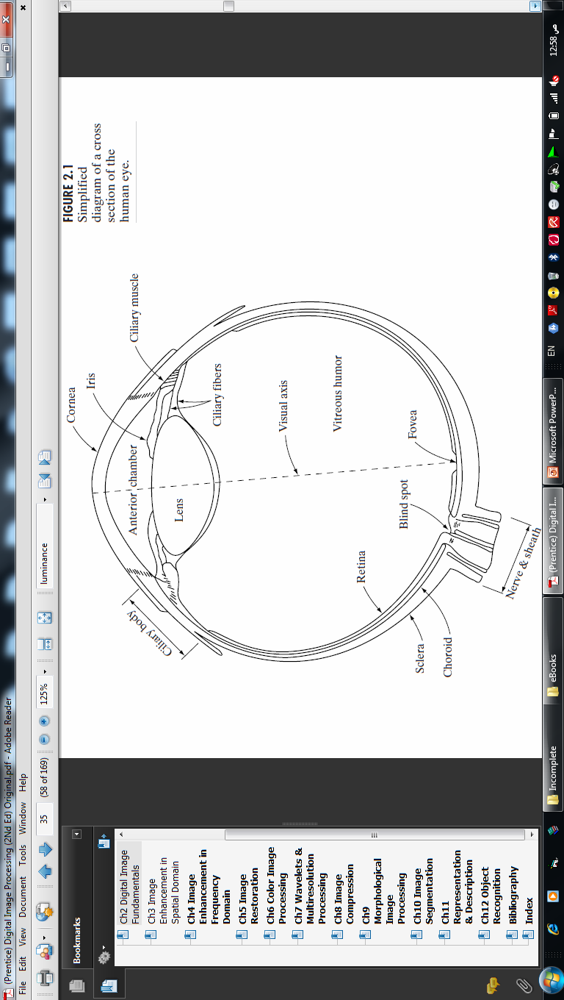 (Prentice) Digital Image Processing (2Nd Ed) Original.pdf - Adobe Reader
File Edit View Document Tools Window Help
35 (58 of 169) 125% luminance
Bookmarks
Ch2 Digital Image
Fundamentals
Ch3 Image
Enhancement in
Spatial Domain
Ch4 Image
Enhancement in
Frequency
Domain
Ch5 Image
Restoration
Ch6 Color Image
Processing
Ch7 Wavelets &
Multiresolution
Processing
Ch8 Image
Compression
Ch9
Morphological
Image
Processing
Ch10 Image
Segmentation
Ch11
Representation
& Description
Ch12 Object
Recognition
Bibliography
Index
FIGURE 2.1
Simplified
diagram of a cross
section of the
human eye.
Cornea
Iris
Ciliary muscle
Anterior chamber
Ciliary body
Lens
Ciliary fibers
Visual axis
Vitreous humor
Retina
Blind spot
Fovea
Sclera
Choroid
Nerve & sheath
Incomplete
eBooks
(Prentice) Digital I...
Microsoft PowerP...
EN
12:58 ص